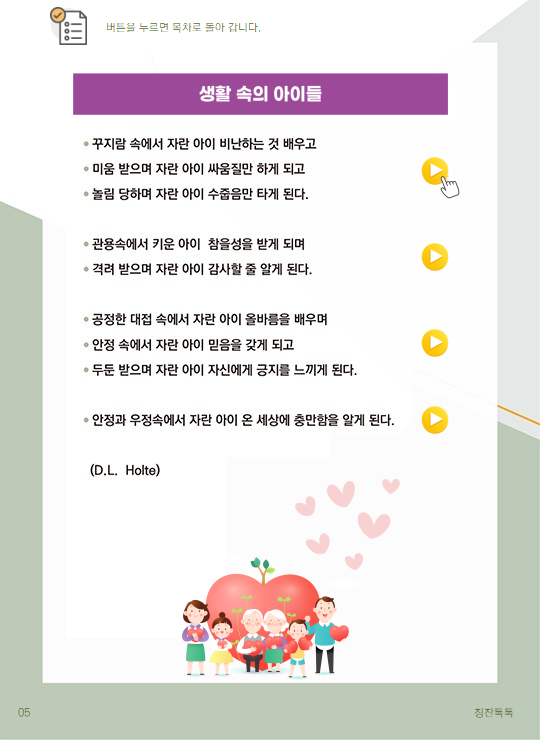 버튼을 누르면 목차로 돌아 갑니다.
생활 속의 아이들
• 꾸지람 속에서 자란 아이 비난하는 것 배우고
• 미움 받으며 자란 아이 싸움질만 하게 되고
• 놀림 당하며 자란 아이 수줍음만 타게 된다.
• 관용속에서 키운 아이 참을성을 받게 되며
• 격려 받으며 자란 아이 감사할 줄 알게 된다.
• 공정한 대접 속에서 자란 아이 올바름을 배우며
• 안정 속에서 자란 아이 믿음을 갖게 되고
• 두둔 받으며 자란 아이 자신에게 긍지를 느끼게 된다.
• 안정과 우정속에서 자란 아이 온 세상에 충만함을 알게 된다.
(D.L. Holte)
05
칭찬톡톡